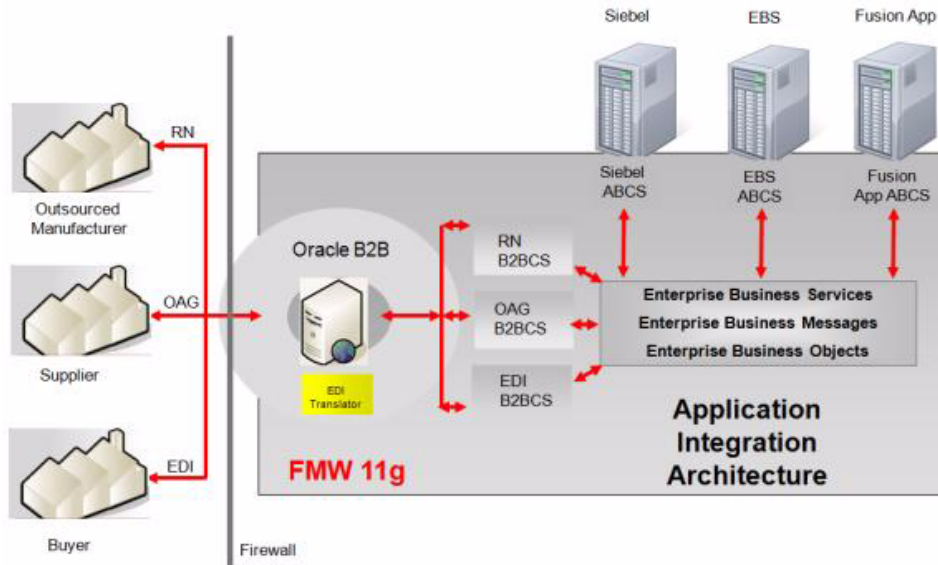 Siebel
EBS
Fusion App
RN
Outsourced
Manufacturer
OAG
Supplier
EDI
Buyer
Firewall
Oracle B2B
EDI
Translator
FMW 11g
RN
B2BCS
OAG
B2BCS
EDI
B2BCS
Siebel
ABCS
EBS
ABCS
Fusion
App ABCS
Enterprise Business Services
Enterprise Business Messages
Enterprise Business Objects
Application
Integration
Architecture